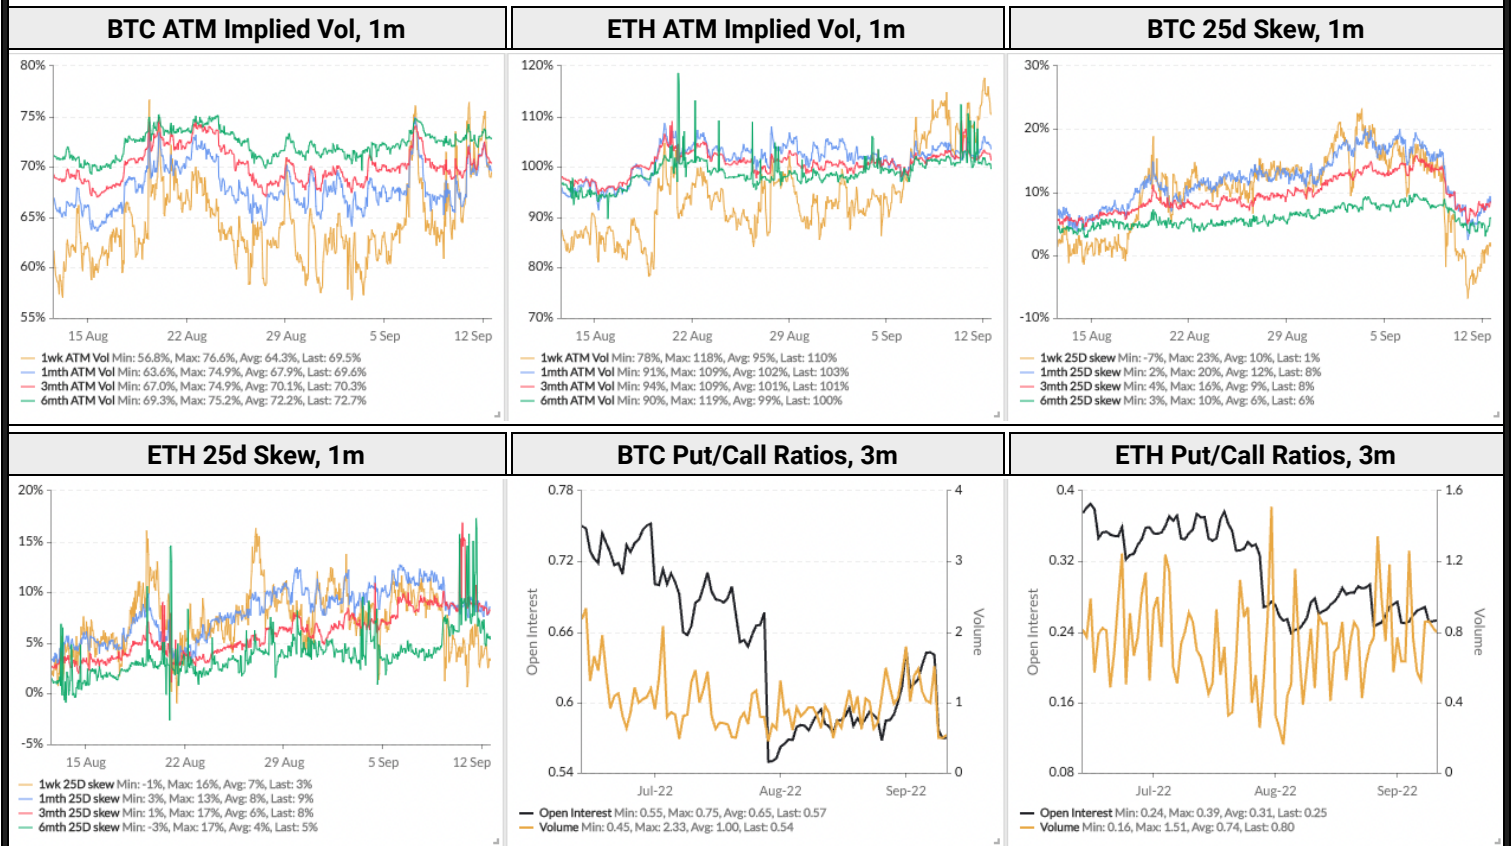 BTC ATM Implied Vol, 1m
80%
75%
70%
65%
60%
55%
15 Aug 22 Aug 29 Aug 5 Sep 12 Sep
1wk ATM Vol Min: 56.8%, Max: 76.6%, Avg: 64.3%, Last: 69.5%
1mth ATM Vol Min: 63.6%, Max: 74.9%, Avg: 67.9%, Last: 69.6%
3mth ATM Vol Min: 67.0%, Max: 74.9%, Avg: 70.1%, Last: 70.3%
6mth ATM Vol Min: 69.3%, Max: 75.2%, Avg: 72.2%, Last: 72.7%
ETH ATM Implied Vol, 1m
120%
110%
100%
90%
80%
70%
15 Aug 22 Aug 29 Aug 5 Sep 12 Sep
1wk ATM Vol Min: 78%, Max: 118%, Avg: 95%, Last: 110%
1mth ATM Vol Min: 91%, Max: 109%, Avg: 102%, Last: 103%
3mth ATM Vol Min: 94%, Max: 109%, Avg: 101%, Last: 101%
6mth ATM Vol Min: 90%, Max: 119%, Avg: 99%, Last: 100%
BTC 25d Skew, 1m
30%
20%
10%
0%
-10%
15 Aug 22 Aug 29 Aug 5 Sep 12 Sep
1wk 25D skew Min: -7%, Max: 23%, Avg: 10%, Last: 1%
1mth 25D skew Min: 2%, Max: 20%, Avg: 12%, Last: 8%
3mth 25D skew Min: 4%, Max: 16%, Avg: 9%, Last: 8%
6mth 25D skew Min: 3%, Max: 10%, Avg: 6%, Last: 6%
ETH 25d Skew, 1m
20%
15%
10%
5%
0%
-5%
15 Aug 22 Aug 29 Aug 5 Sep 12 Sep
1wk 25D skew Min: -1%, Max: 16%, Avg: 7%, Last: 3%
1mth 25D skew Min: 3%, Max: 13%, Avg: 8%, Last: 9%
3mth 25D skew Min: 1%, Max: 17%, Avg: 6%, Last: 8%
6mth 25D skew Min: -3%, Max: 17%, Avg: 4%, Last: 5%
BTC Put/Call Ratios, 3m
0.78 4
0.72 3
0.66 2
0.6 1
0.54 0
Open Interest
Volume
Jul-22 Aug-22 Sep-22
Open Interest Min: 0.55, Max: 0.75, Avg: 0.65, Last: 0.57
Volume Min: 0.45, Max: 2.33, Avg: 1.00, Last: 0.54
ETH Put/Call Ratios, 3m
0.4 1.6
0.32 1.2
0.24 0.8
0.16 0.4
0.08 0
Open Interest
Volume
Jul-22 Aug-22 Sep-22
Open Interest Min: 0.24, Max: 0.39, Avg: 0.31, Last: 0.25
Volume Min: 0.16, Max: 1.51, Avg: 0.74, Last: 0.80